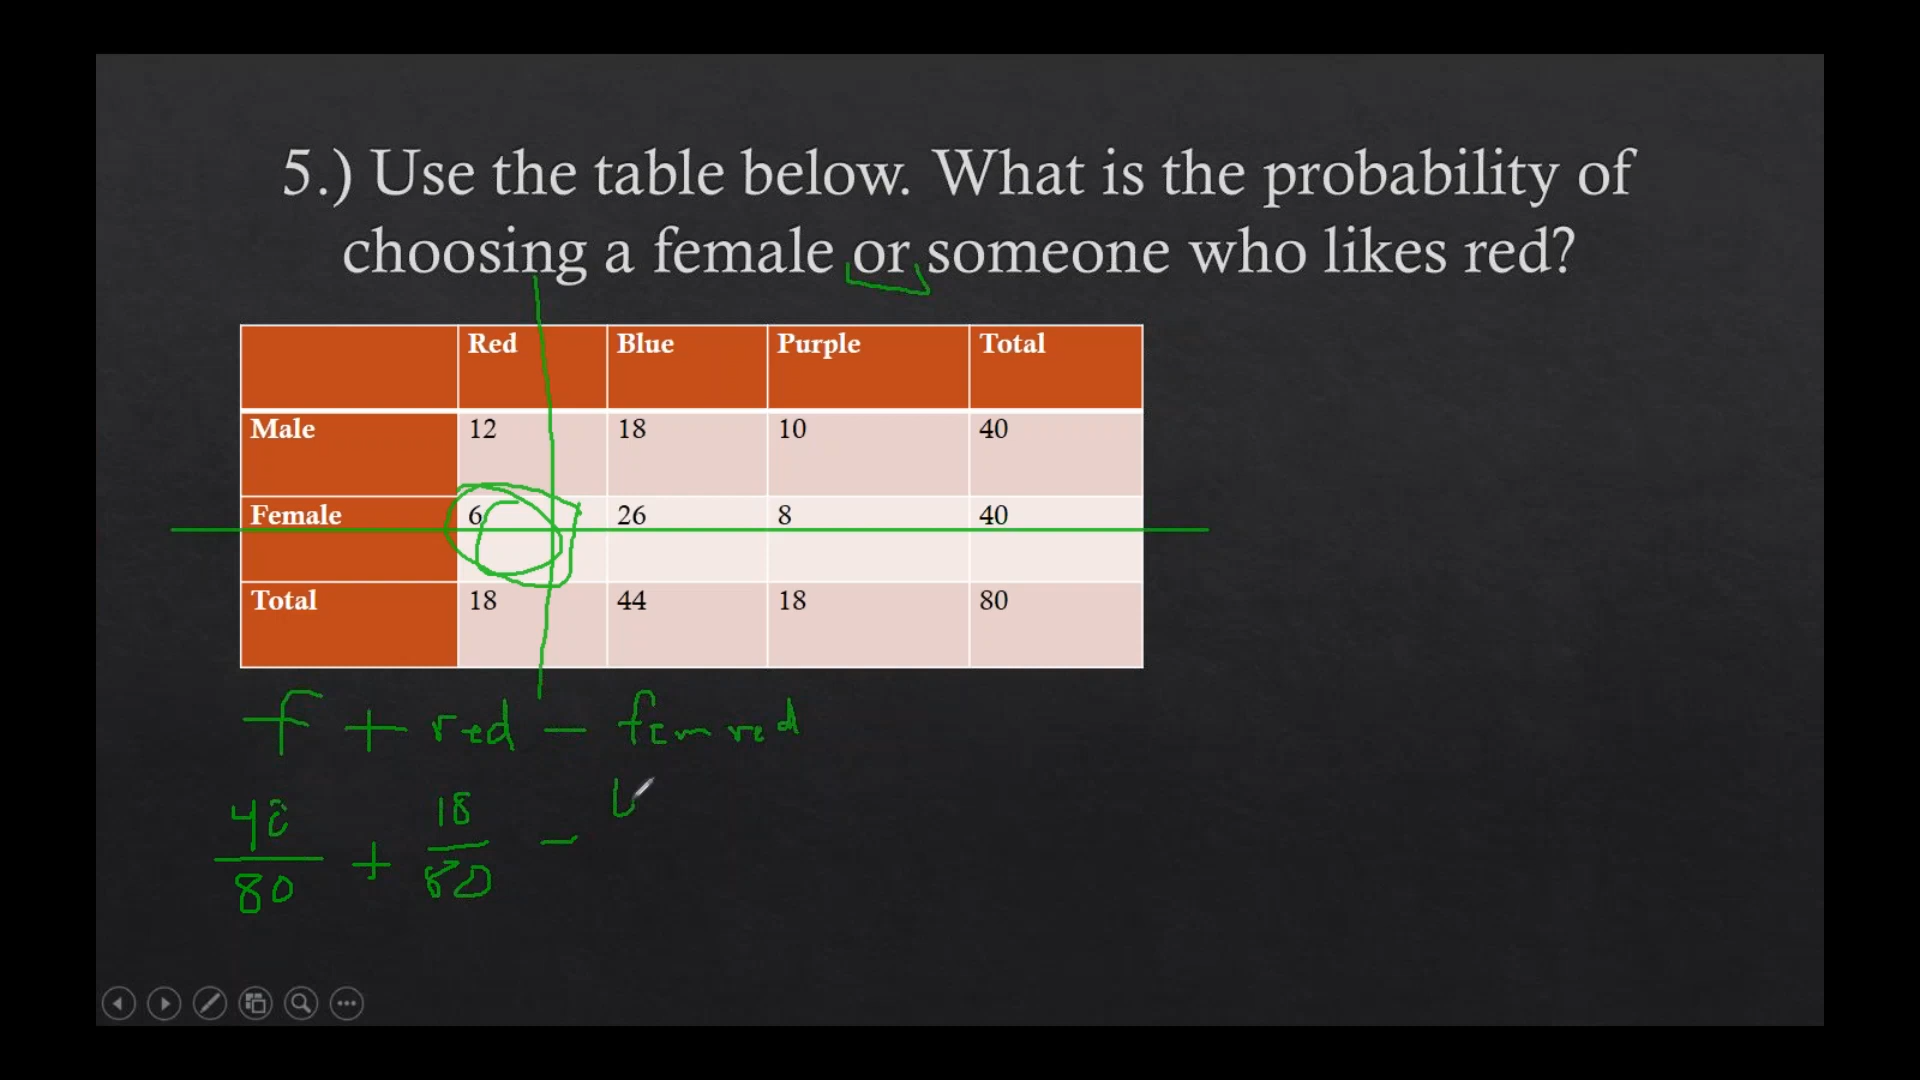 5.) Use the table below. What is the probability of
choosing a female or someone who likes red?
Red Blue Purple Total
Male 12 18 10 40
Female 6 26 8 40
Total 18 44 18 80
f + red - fem red
40 + 18 -
80 80